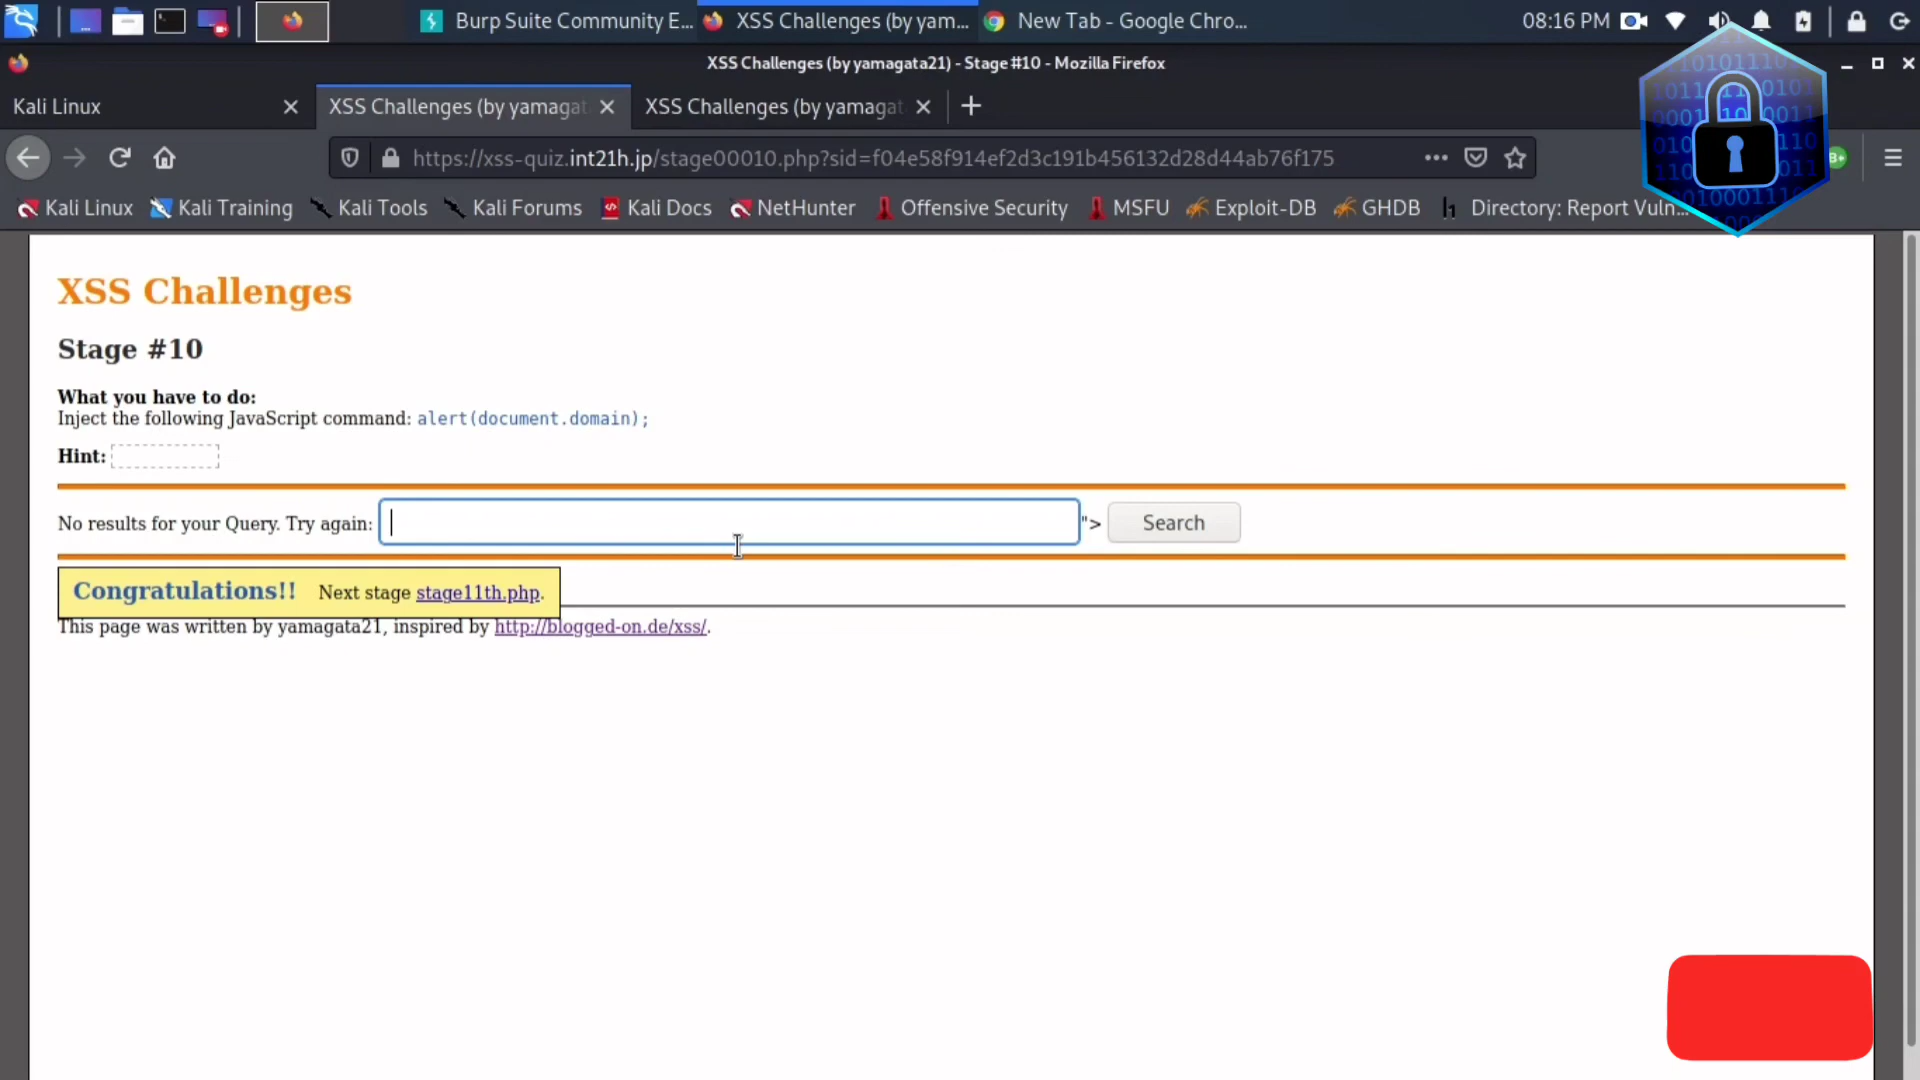 Burp Suite Community E... XSS Challenges (by yam... New Tab - Google Chro... 08:16 PM
XSS Challenges (by yamagata21) - Stage #10 - Mozilla Firefox
Kali Linux XSS Challenges (by yamagat XSS Challenges (by yamagat
https://xss-quiz.int21h.jp/stage00010.php?sid=f04e58f914ef2d3c191b456132d28d44ab76f175
Kali Linux Kali Training Kali Tools Kali Forums Kali Docs NetHunter Offensive Security MSFU Exploit-DB GHDB Directory: Report Vuln...
XSS Challenges
Stage #10
What you have to do:
Inject the following JavaScript command: alert(document.domain);
Hint:
No results for your Query. Try again: "> Search
Congratulations!! Next stage stage11th.php.
This page was written by yamagata21, inspired by http://blogged-on.de/xss/.